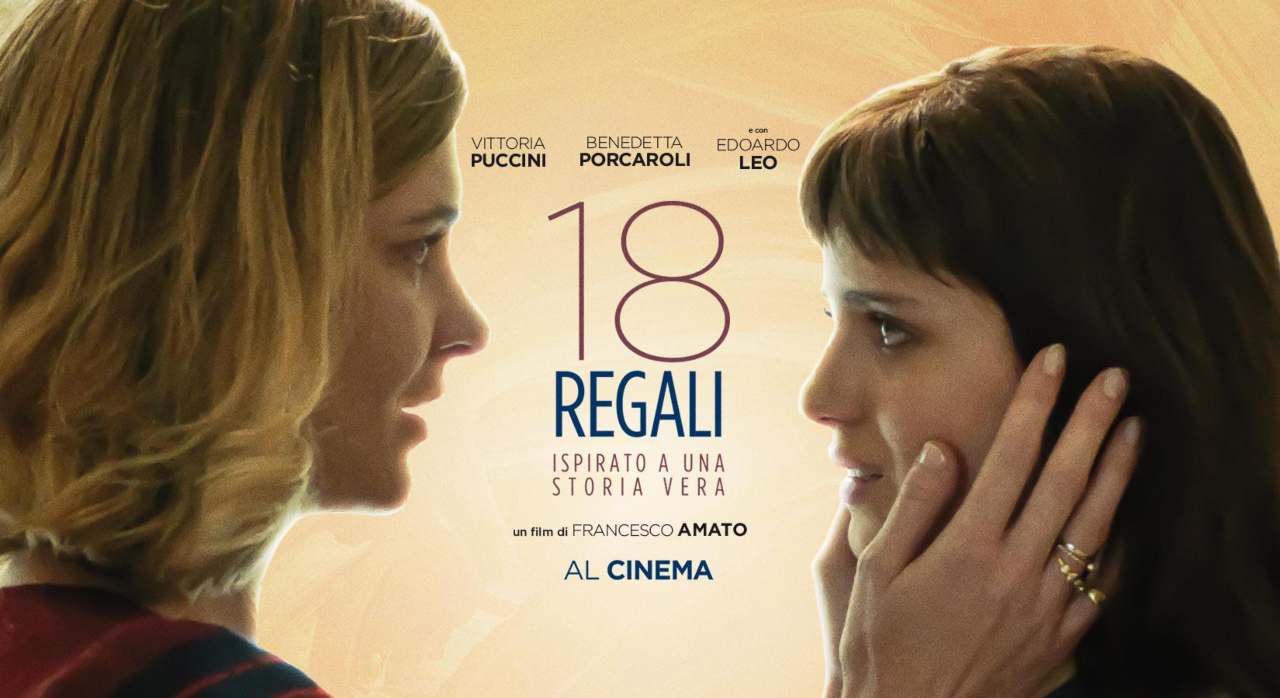 VITTORIA
PUCCINI
BENEDETTA
PORCAROLI
e con
EDOARDO
LEO
18
REGALI
ISPIRATO A UNA
STORIA VERA
un film di FRANCESCO AMATO
AL CINEMA